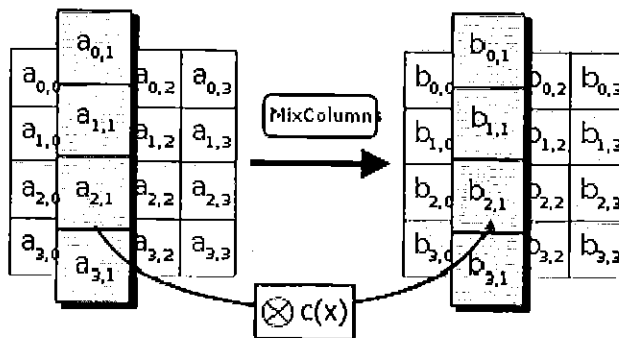 a0,1
a0,0 a0,2 a0,3
a1,1
a1,0 a1,2 a1,3
a2,0 a2,1 a2,2 a2,3
a3,0 a3,2 a3,3
a3,1
MixColumns
b0,1
b0,0 b0,2 b0,3
b1,1
b1,0 b1,2 b1,3
b2,0 b2,1 b2,2 b2,3
b3,0 b3,2 b3,3
b3,1
⊗ c(x)